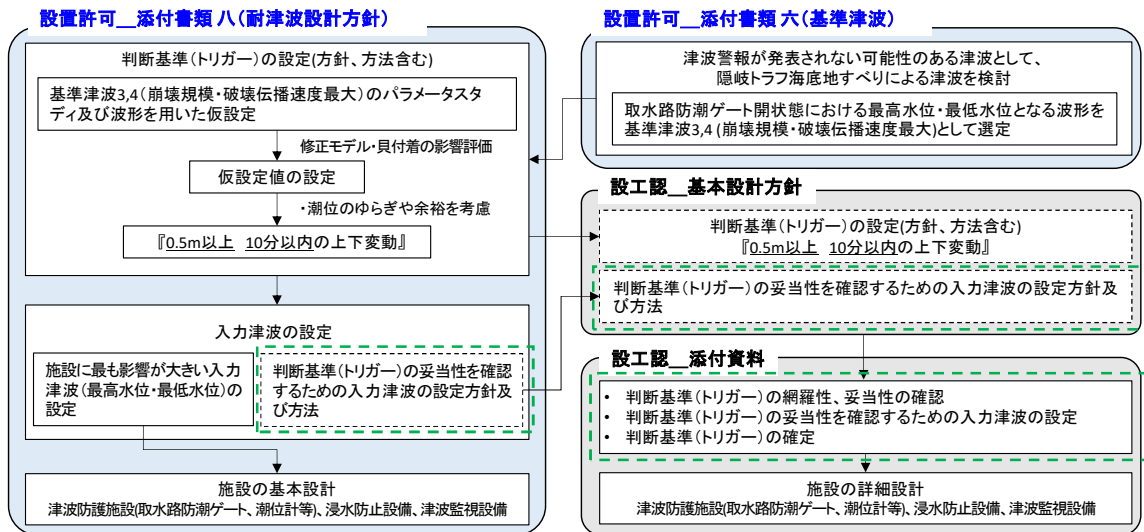 設置許可__添付書類 八(耐津波設計方針)
判断基準(トリガー)の設定(方針、方法含む)
基準津波3,4(崩壊規模・破壊伝播速度最大)のパラメータスタ
ディ及び波形を用いた仮設定
修正モデル・貝付着の影響評価
仮設定値の設定
・潮位のゆらぎや余裕を考慮
『0.5m以上 10分以内の上下変動』
入力津波の設定
施設に最も影響が大きい入力
津波(最高水位・最低水位)の
設定
判断基準(トリガー)の妥当性を確認
するための入力津波の設定方針及
び方法
施設の基本設計
津波防護施設(取水路防潮ゲート、潮位計等)、浸水防止設備、津波監視設備
設置許可__添付書類 六(基準津波)
津波警報が発表されない可能性のある津波として、
隠岐トラフ海底地すべりによる津波を検討
取水路防潮ゲート開状態における最高水位・最低水位となる波形を
基準津波3,4 (崩壊規模・破壊伝播速度最大)として選定
設工認__基本設計方針
判断基準(トリガー)の設定(方針、方法含む)
『0.5m以上 10分以内の上下変動』
判断基準(トリガー)の妥当性を確認するための入力津波の設定方針及
び方法
設工認__添付資料
• 判断基準(トリガー)の網羅性、妥当性の確認
• 判断基準(トリガー)の妥当性を確認するための入力津波の設定
• 判断基準(トリガー)の確定
施設の詳細設計
津波防護施設(取水路防潮ゲート、潮位計等)、浸水防止設備、津波監視設備